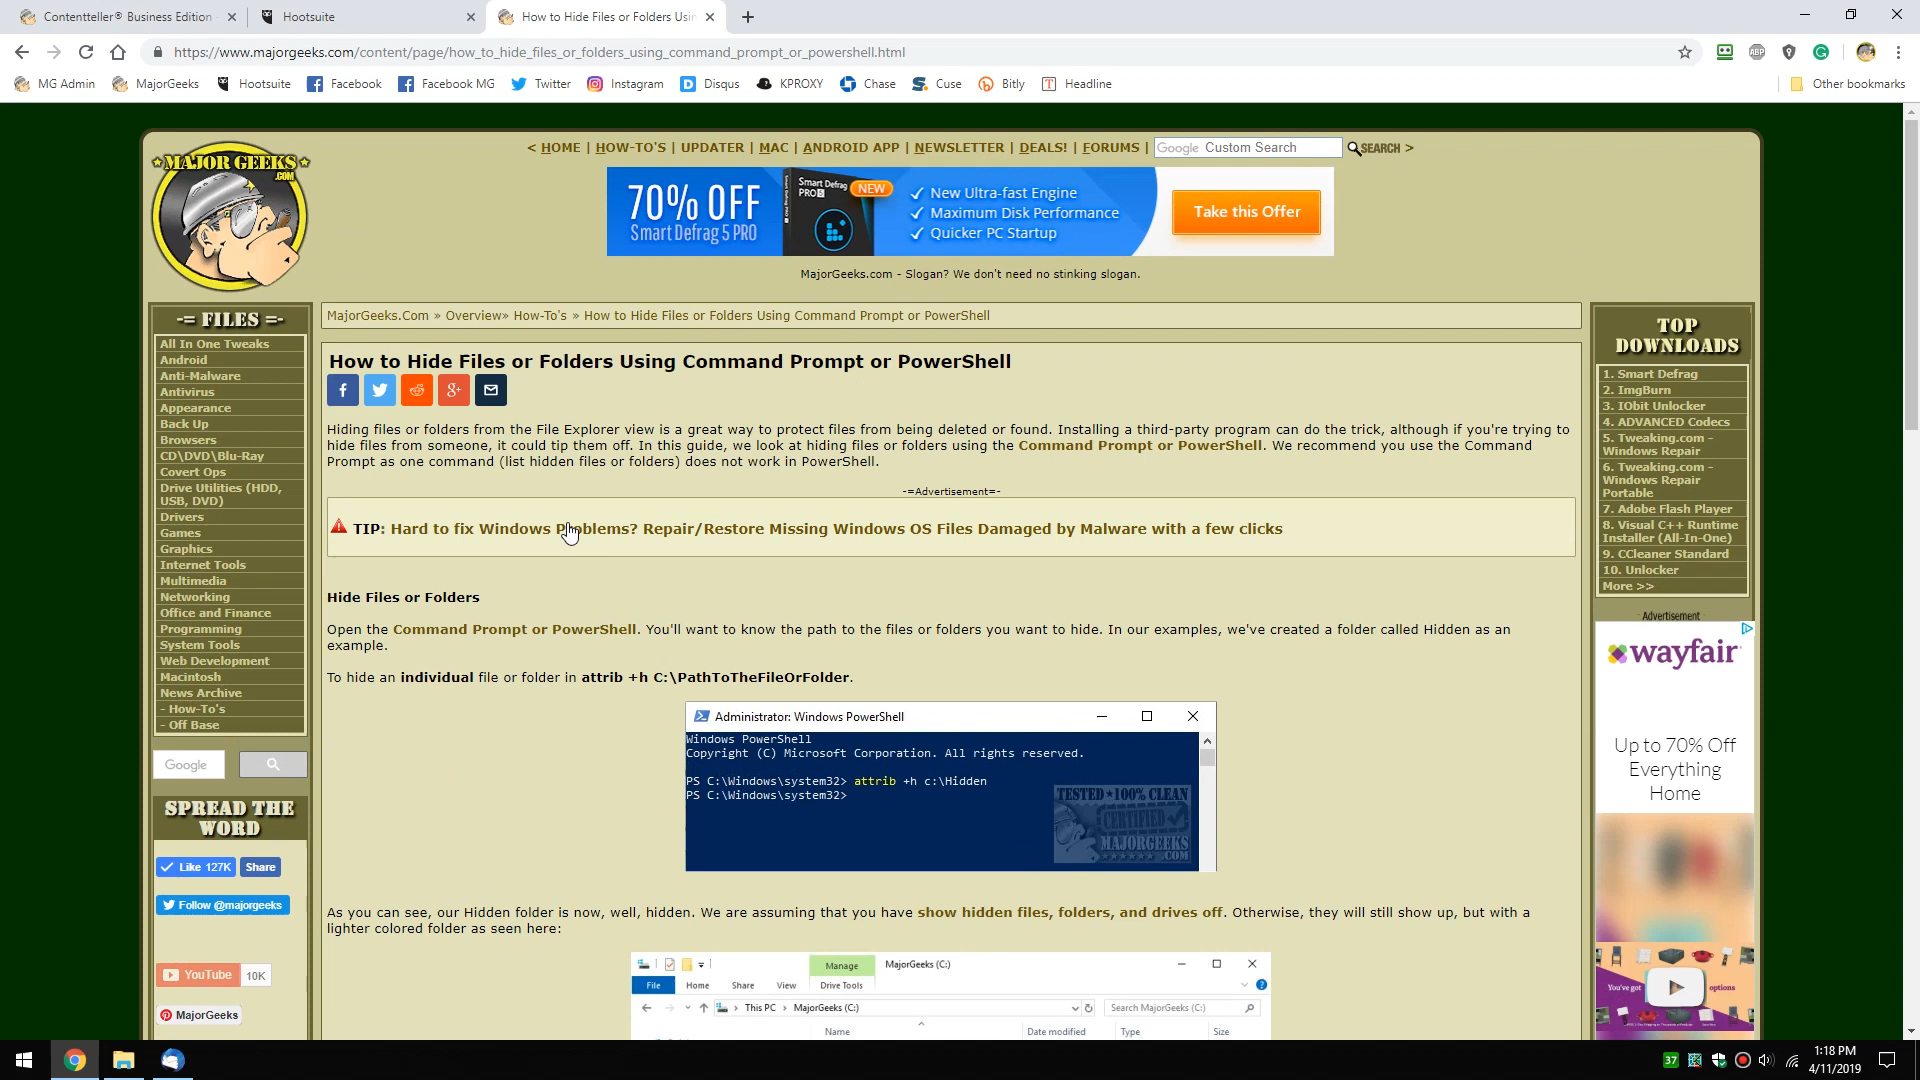 Contentteller® Business Edition
Hootsuite
How to Hide Files or Folders Usin
https://www.majorgeeks.com/content/page/how_to_hide_files_or_folders_using_command_prompt_or_powershell.html
ABP
MG Admin
MajorGeeks
Hootsuite
Facebook
Facebook MG
Twitter
Instagram
Disqus
KPROXY
Chase
Cuse
Bitly
Headline
Other bookmarks
MAJOR GEEKS
.COM
< HOME | HOW-TO'S | UPDATER | MAC | ANDROID APP | NEWSLETTER | DEALS! | FORUMS | Google Custom Search SEARCH >
70% OFF
Smart Defrag 5 PRO
Smart Defrag
PRO5
NEW
New Ultra-fast Engine
Maximum Disk Performance
Quicker PC Startup
Take this Offer
MajorGeeks.com - Slogan? We don't need no stinking slogan.
-= FILES =-
All In One Tweaks
Android
Anti-Malware
Antivirus
Appearance
Back Up
Browsers
CD\DVD\Blu-Ray
Covert Ops
Drive Utilities (HDD,
USB, DVD)
Drivers
Games
Graphics
Internet Tools
Multimedia
Networking
Office and Finance
Programming
System Tools
Web Development
Macintosh
News Archive
- How-To's
- Off Base
Google
SPREAD THE
WORD
Like 127K
Share
Follow @majorgeeks
YouTube 10K
MajorGeeks
MajorGeeks.Com » Overview» How-To's » How to Hide Files or Folders Using Command Prompt or PowerShell
How to Hide Files or Folders Using Command Prompt or PowerShell
Hiding files or folders from the File Explorer view is a great way to protect files from being deleted or found. Installing a third-party program can do the trick, although if you're trying to
hide files from someone, it could tip them off. In this guide, we look at hiding files or folders using the Command Prompt or PowerShell. We recommend you use the Command
Prompt as one command (list hidden files or folders) does not work in PowerShell.
-=Advertisement=-
TIP: Hard to fix Windows Problems? Repair/Restore Missing Windows OS Files Damaged by Malware with a few clicks
Hide Files or Folders
Open the Command Prompt or PowerShell. You'll want to know the path to the files or folders you want to hide. In our examples, we've created a folder called Hidden as an
example.
To hide an individual file or folder in attrib +h C:\PathToTheFileOrFolder.
Administrator: Windows PowerShell
Windows PowerShell
Copyright (C) Microsoft Corporation. All rights reserved.
PS C:\Windows\system32> attrib +h c:\Hidden
PS C:\Windows\system32>
TESTED ★100% CLEAN
CERTIFIED
MAJORGEEKS
.COM
As you can see, our Hidden folder is now, well, hidden. We are assuming that you have show hidden files, folders, and drives off. Otherwise, they will still show up, but with a
lighter colored folder as seen here:
Manage
MajorGeeks (C:)
File
Home
Share
View
Drive Tools
This PC > MajorGeeks (C:)
Search MajorGeeks (C:)
Name
Date modified
Type
Size
TOP
DOWNLOADS
1. Smart Defrag
2. ImgBurn
3. IObit Unlocker
4. ADVANCED Codecs
5. Tweaking.com -
Windows Repair
6. Tweaking.com -
Windows Repair
Portable
7. Adobe Flash Player
8. Visual C++ Runtime
Installer (All-In-One)
9. CCleaner Standard
10. Unlocker
More >>
Advertisement
wayfair
Up to 70% Off
Everything
Home
You've got
options
37
1:18 PM
4/11/2019